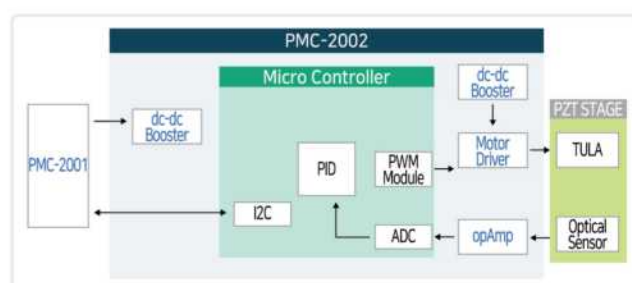 PMC-2002
Micro Controller
dc-dc
Booster
PZT STAGE
dc-dc
Booster
PMC-2001
PID
PWM
Module
Motor
Driver
TULA
I2C
ADC
opAmp
Optical
Sensor